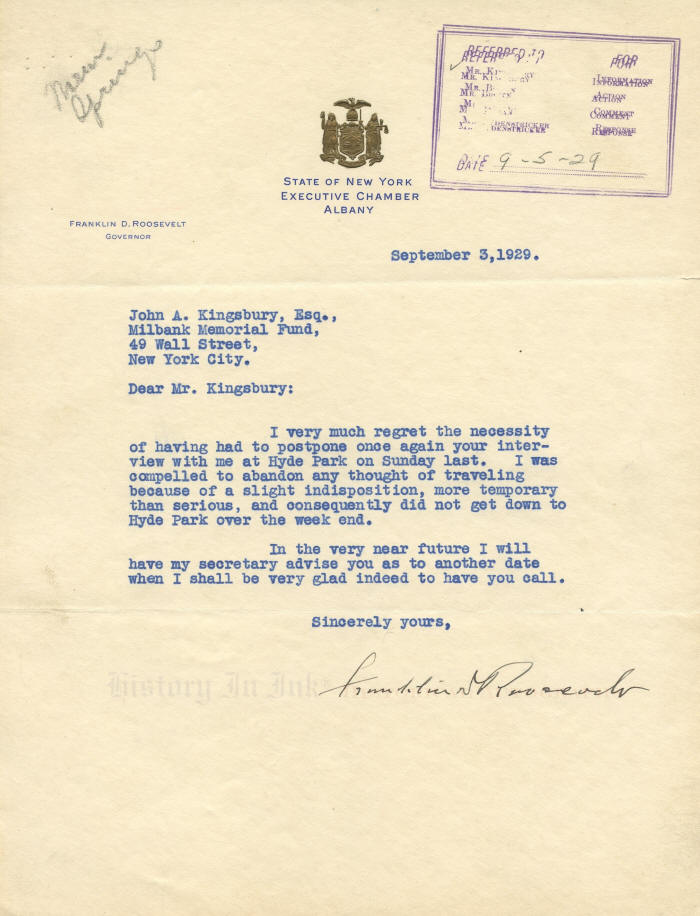 REFERRED TO FOR
MR. KINGSBURY INFORMATION
ACTION
COMMENT
RESPONSE
DATE 9-5-29
STATE OF NEW YORK
EXECUTIVE CHAMBER
ALBANY
FRANKLIN D. ROOSEVELT
GOVERNOR
September 3,1929.
John A. Kingsbury, Esq.,
Milbank Memorial Fund,
49 Wall Street,
New York City.
Dear Mr. Kingsbury:
I very much regret the necessity
of having had to postpone once again your inter-
view with me at Hyde Park on Sunday last. I was
compelled to abandon any thought of traveling
because of a slight indisposition, more temporary
than serious, and consequently did not get down to
Hyde Park over the week end.
In the very near future I will
have my secretary advise you as to another date
when I shall be very glad indeed to have you call.
Sincerely yours,
History In Ink
Franklin D Roosevelt